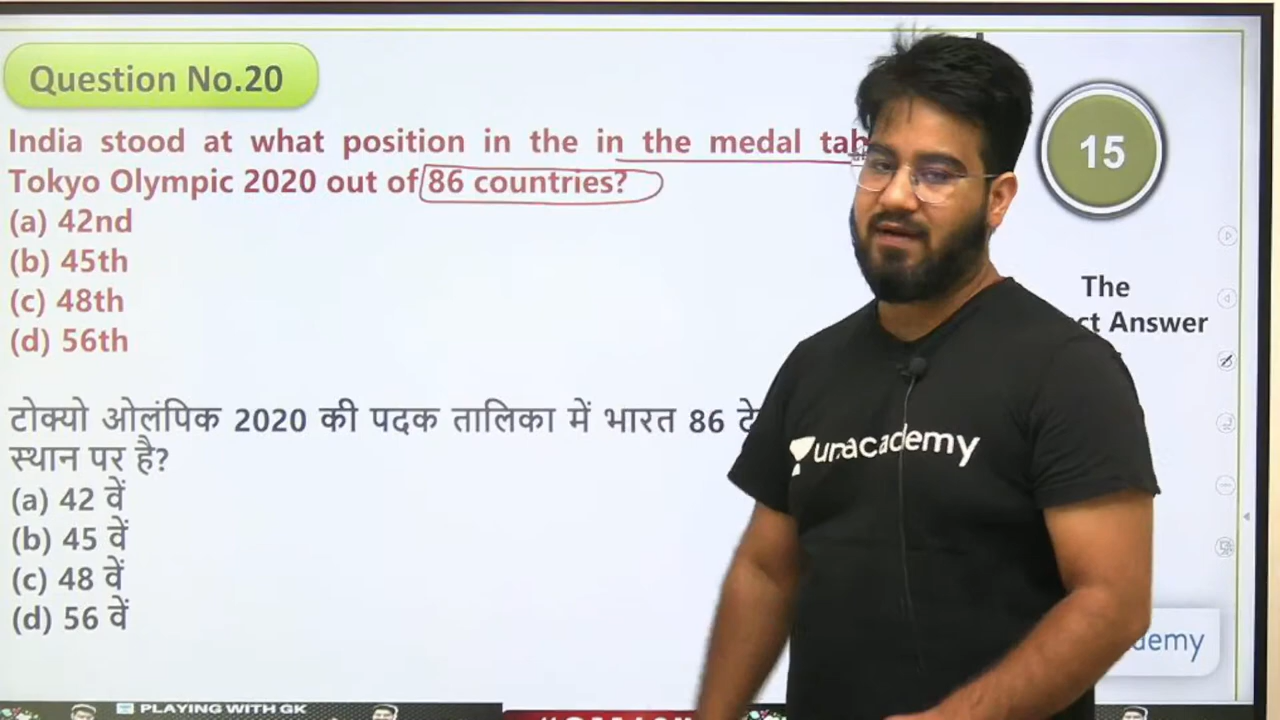 Question No.20
India stood at what position in the in the medal tab
Tokyo Olympic 2020 out of 86 countries?
(a) 42nd
(b) 45th
(c) 48th
(d) 56th
15
The
ct Answer
टोक्यो ओलंपिक 2020 की पदक तालिका में भारत 86 दे
स्थान पर है?
(a) 42 वें
(b) 45 वें
(c) 48 वें
(d) 56 वें
unacademy
demy
PLAYING WITH GK